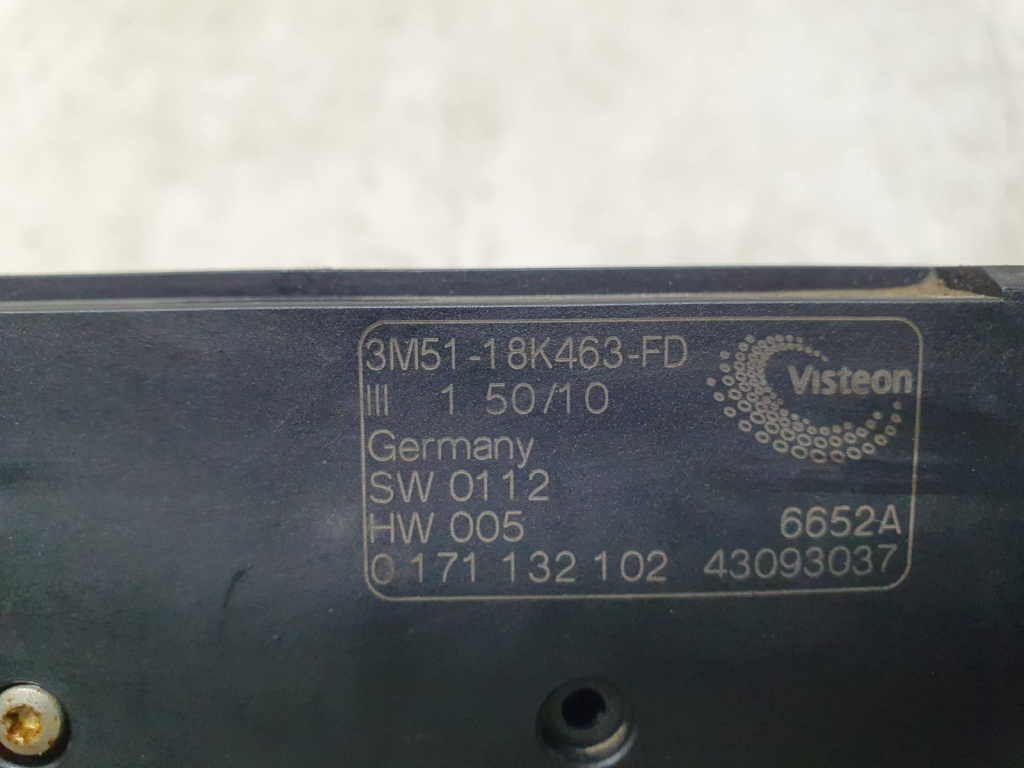 3M51-18K463-FD
III 1 50/10
Visteon
Germany
SW 0112
HW 005 6652A
0 171 132 102 43093037